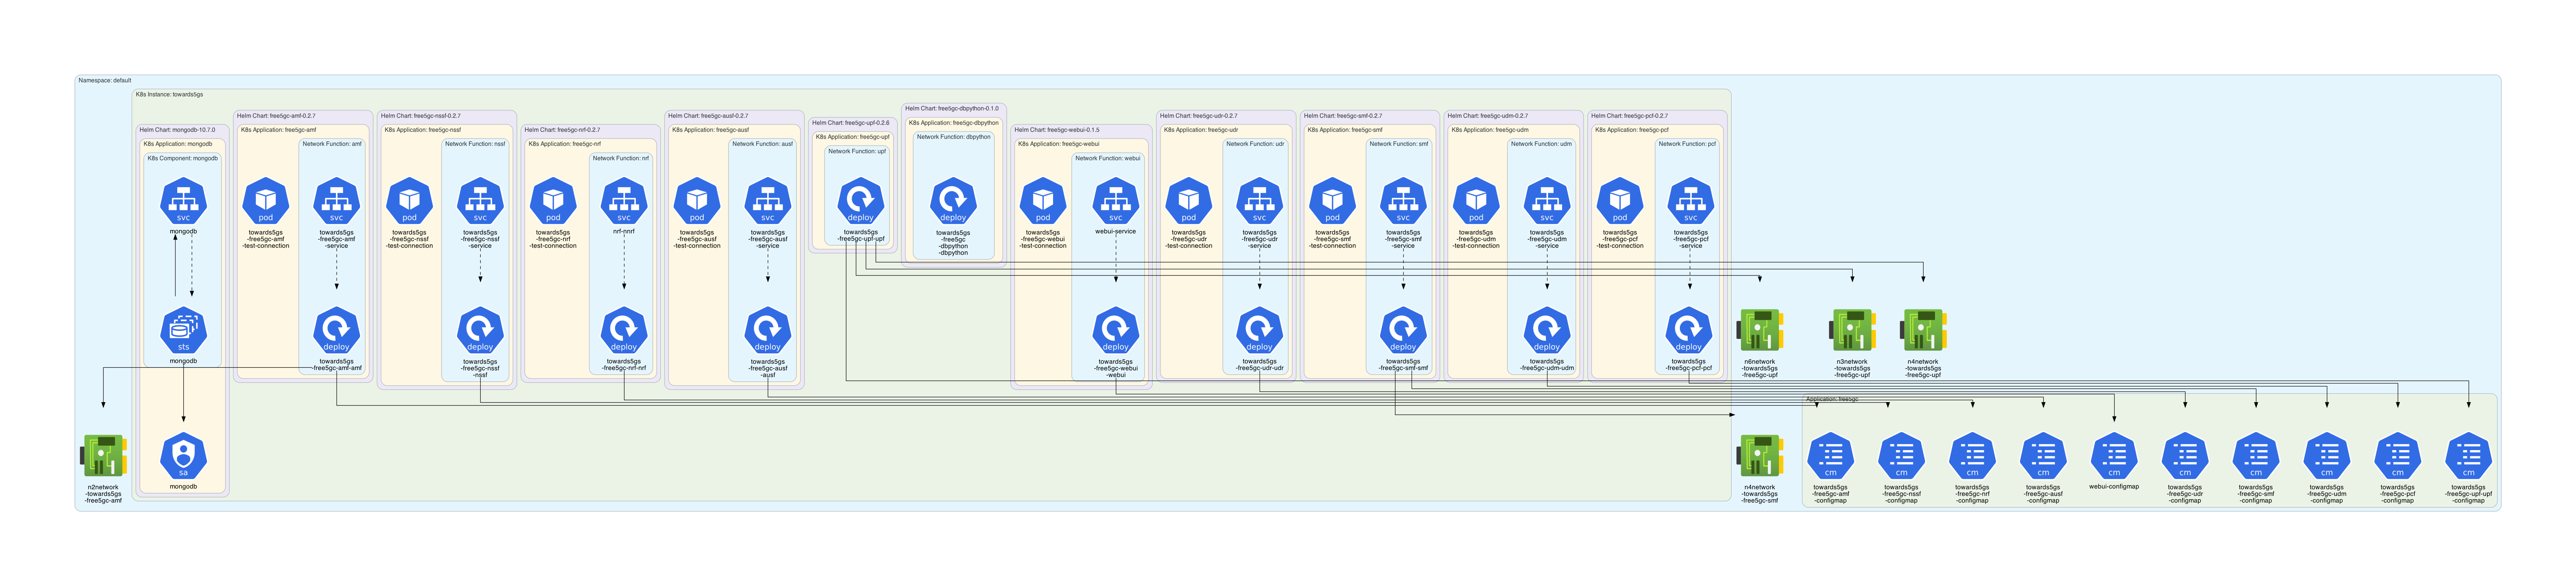 Namespace: default
K8s Instance: towards5gs
Helm Chart: mongodb-10.7.0
K8s Application: mongodb
K8s Component: mongodb
svc
mongodb
sts
mongodb
sa
mongodb
Helm Chart: free5gc-amf-0.2.7
K8s Application: free5gc-amf
Network Function: amf
pod
towards5gs
-free5gc-amf
-test-connection
svc
towards5gs
-free5gc-amf
-service
deploy
towards5gs
-free5gc-amf-amf
Helm Chart: free5gc-nssf-0.2.7
K8s Application: free5gc-nssf
Network Function: nssf
pod
towards5gs
-free5gc-nssf
-test-connection
svc
towards5gs
-free5gc-nssf
-service
deploy
towards5gs
-free5gc-nssf
-nssf
Helm Chart: free5gc-nrf-0.2.7
K8s Application: free5gc-nrf
Network Function: nrf
pod
towards5gs
-free5gc-nrf
-test-connection
svc
nrf-nnrf
deploy
towards5gs
-free5gc-nrf-nrf
Helm Chart: free5gc-ausf-0.2.7
K8s Application: free5gc-ausf
Network Function: ausf
pod
towards5gs
-free5gc-ausf
-test-connection
svc
towards5gs
-free5gc-ausf
-service
deploy
towards5gs
-free5gc-ausf
-ausf
Helm Chart: free5gc-upf-0.2.6
K8s Application: free5gc-upf
Network Function: upf
deploy
towards5gs
-free5gc-upf-upf
Helm Chart: free5gc-dbpython-0.1.0
K8s Application: free5gc-dbpython
Network Function: dbpython
deploy
towards5gs
-free5gc
-dbpython
-dbpython
Helm Chart: free5gc-webui-0.1.5
K8s Application: free5gc-webui
Network Function: webui
pod
towards5gs
-free5gc-webui
-test-connection
svc
webui-service
deploy
towards5gs
-free5gc-webui
-webui
Helm Chart: free5gc-udr-0.2.7
K8s Application: free5gc-udr
Network Function: udr
pod
towards5gs
-free5gc-udr
-test-connection
svc
towards5gs
-free5gc-udr
-service
deploy
towards5gs
-free5gc-udr-udr
Helm Chart: free5gc-smf-0.2.7
K8s Application: free5gc-smf
Network Function: smf
pod
towards5gs
-free5gc-smf
-test-connection
svc
towards5gs
-free5gc-smf
-service
deploy
towards5gs
-free5gc-smf-smf
Helm Chart: free5gc-udm-0.2.7
K8s Application: free5gc-udm
Network Function: udm
pod
towards5gs
-free5gc-udm
-test-connection
svc
towards5gs
-free5gc-udm
-service
deploy
towards5gs
-free5gc-udm-udm
Helm Chart: free5gc-pcf-0.2.7
K8s Application: free5gc-pcf
Network Function: pcf
pod
towards5gs
-free5gc-pcf
-test-connection
svc
towards5gs
-free5gc-pcf
-service
deploy
towards5gs
-free5gc-pcf-pcf
n6network
-towards5gs
-free5gc-upf
n3network
-towards5gs
-free5gc-upf
n4network
-towards5gs
-free5gc-upf
n2network
-towards5gs
-free5gc-amf
n4network
-towards5gs
-free5gc-smf
Application: free5gc
cm
towards5gs
-free5gc-amf
-configmap
cm
towards5gs
-free5gc-nssf
-configmap
cm
towards5gs
-free5gc-nrf
-configmap
cm
towards5gs
-free5gc-ausf
-configmap
cm
webui-configmap
cm
towards5gs
-free5gc-udr
-configmap
cm
towards5gs
-free5gc-smf
-configmap
cm
towards5gs
-free5gc-udm
-configmap
cm
towards5gs
-free5gc-pcf
-configmap
cm
towards5gs
-free5gc-upf-upf
-configmap